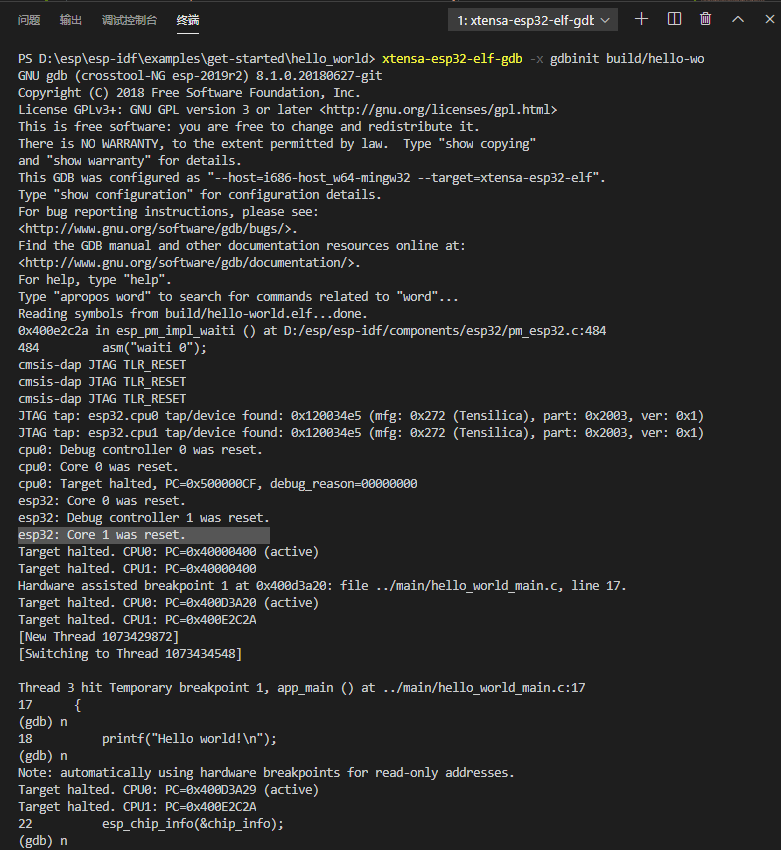 问题 输出 调试控制台 终端 1: xtensa-esp32-elf-gdb
PS D:\esp\esp-idf\examples\get-started\hello_world> xtensa-esp32-elf-gdb -x gdbinit build/hello-wo
GNU gdb (crosstool-NG esp-2019r2) 8.1.0.20180627-git
Copyright (C) 2018 Free Software Foundation, Inc.
License GPLv3+: GNU GPL version 3 or later <http://gnu.org/licenses/gpl.html>
This is free software: you are free to change and redistribute it.
There is NO WARRANTY, to the extent permitted by law.  Type "show copying"
and "show warranty" for details.
This GDB was configured as "--host=i686-host_w64-mingw32 --target=xtensa-esp32-elf".
Type "show configuration" for configuration details.
For bug reporting instructions, please see:
<http://www.gnu.org/software/gdb/bugs/>.
Find the GDB manual and other documentation resources online at:
<http://www.gnu.org/software/gdb/documentation/>.
For help, type "help".
Type "apropos word" to search for commands related to "word"...
Reading symbols from build/hello-world.elf...done.
0x400e2c2a in esp_pm_impl_waiti () at D:/esp/esp-idf/components/esp32/pm_esp32.c:484
484         asm("waiti 0");
cmsis-dap JTAG TLR_RESET
cmsis-dap JTAG TLR_RESET
cmsis-dap JTAG TLR_RESET
JTAG tap: esp32.cpu0 tap/device found: 0x120034e5 (mfg: 0x272 (Tensilica), part: 0x2003, ver: 0x1)
JTAG tap: esp32.cpu1 tap/device found: 0x120034e5 (mfg: 0x272 (Tensilica), part: 0x2003, ver: 0x1)
cpu0: Debug controller 0 was reset.
cpu0: Core 0 was reset.
cpu0: Target halted, PC=0x500000CF, debug_reason=00000000
esp32: Core 0 was reset.
esp32: Debug controller 1 was reset.
esp32: Core 1 was reset.
Target halted. CPU0: PC=0x40000400 (active)
Target halted. CPU1: PC=0x40000400
Hardware assisted breakpoint 1 at 0x400d3a20: file ../main/hello_world_main.c, line 17.
Target halted. CPU0: PC=0x400D3A20 (active)
Target halted. CPU1: PC=0x400E2C2A
[New Thread 1073429872]
[Switching to Thread 1073434548]
Thread 3 hit Temporary breakpoint 1, app_main () at ../main/hello_world_main.c:17
17      {
(gdb) n
18          printf("Hello world!\n");
(gdb) n
Note: automatically using hardware breakpoints for read-only addresses.
Target halted. CPU0: PC=0x400D3A29 (active)
Target halted. CPU1: PC=0x400E2C2A
22          esp_chip_info(&chip_info);
(gdb) n